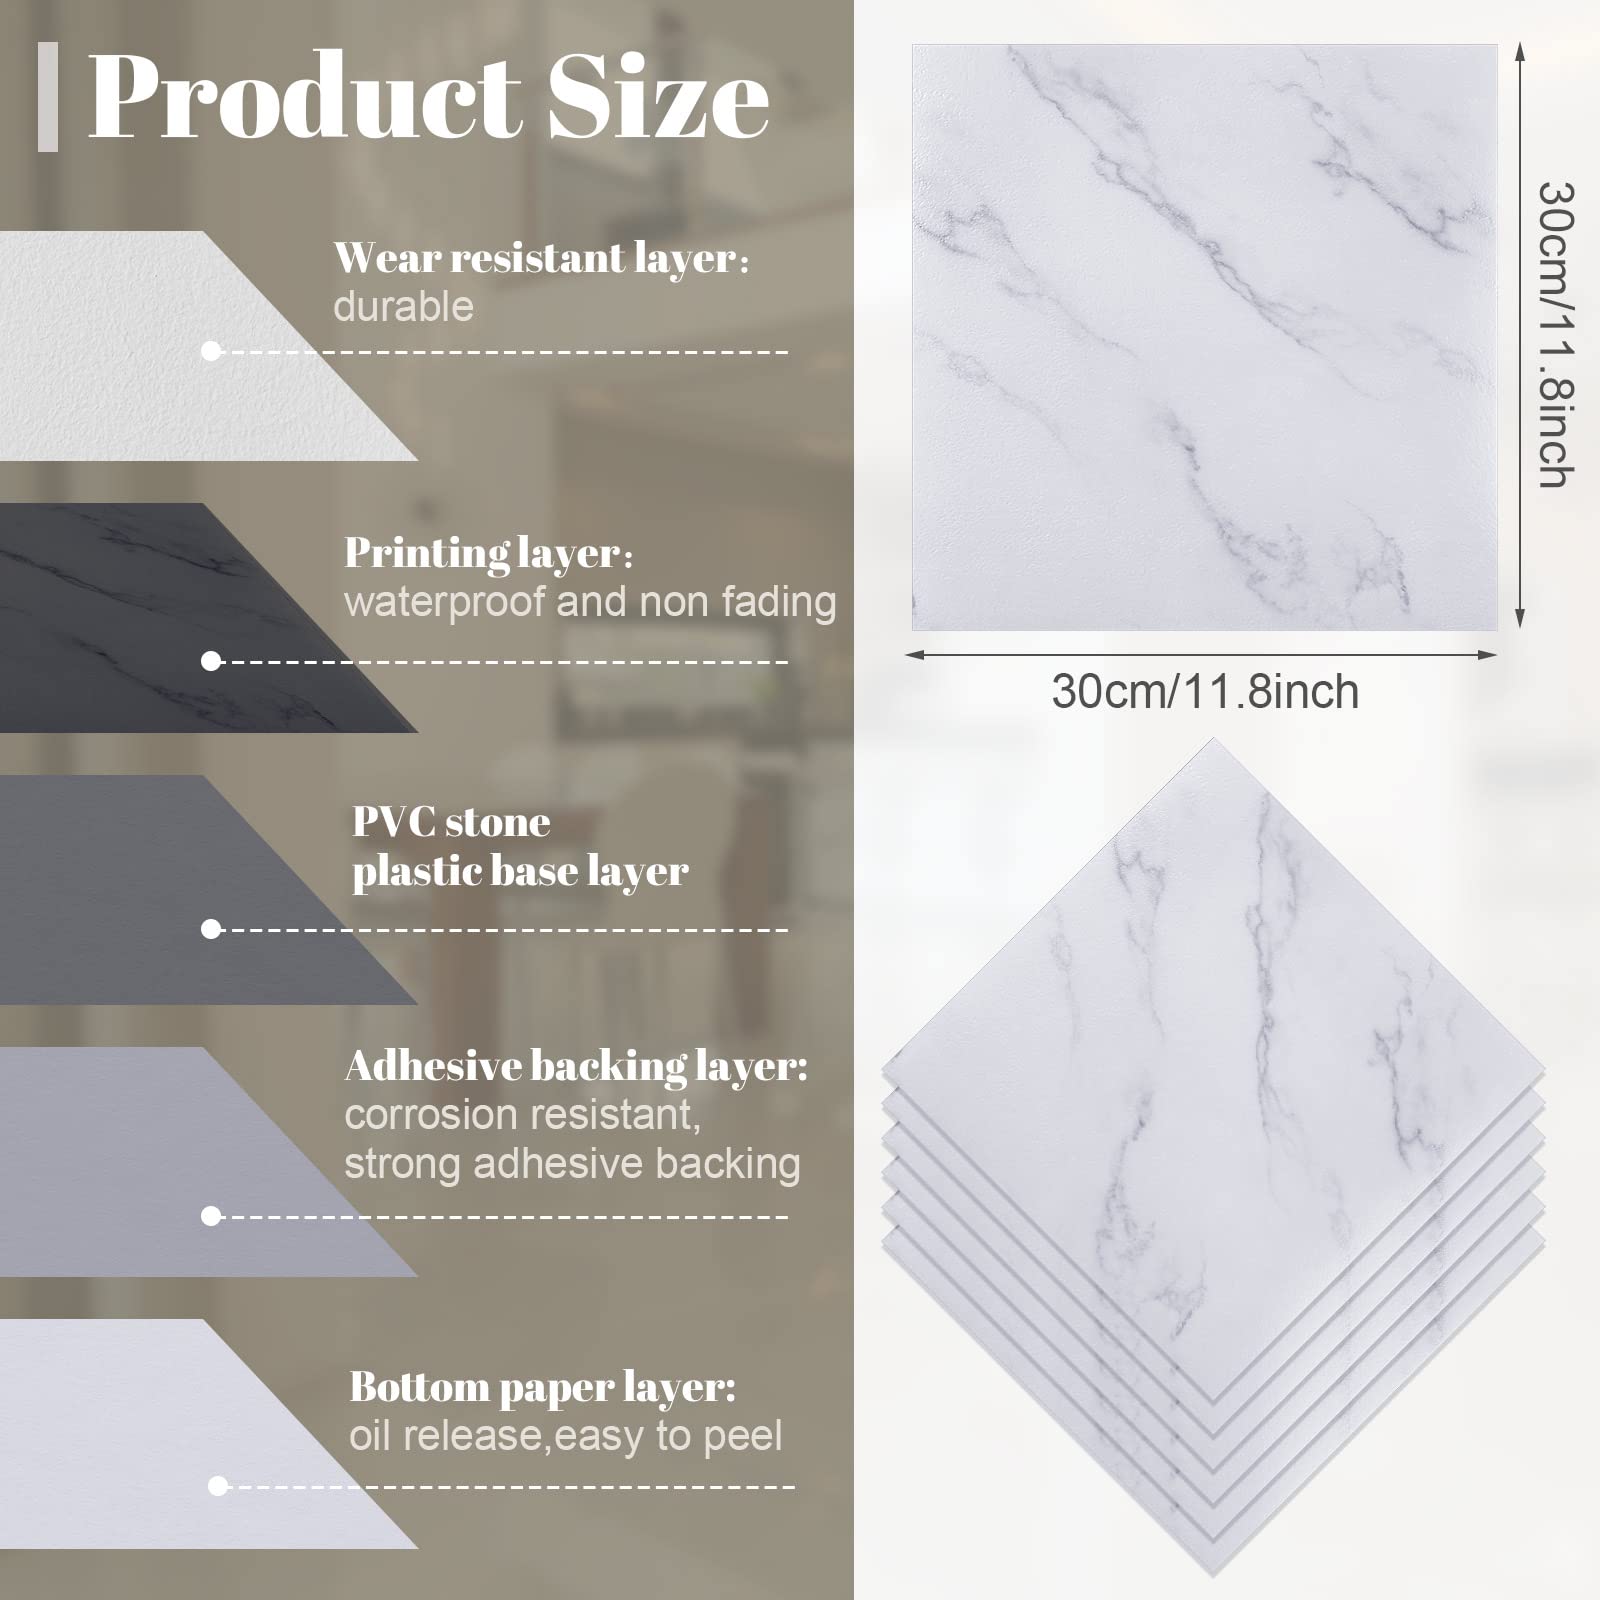 Product Size
Wear resistant layer:
durable
Printing layer:
waterproof and non fading
PVC stone
plastic base layer
Adhesive backing layer:
corrosion resistant,
strong adhesive backing
Bottom paper layer:
oil release,easy to peel
30cm/11.8inch
30cm/11.8inch